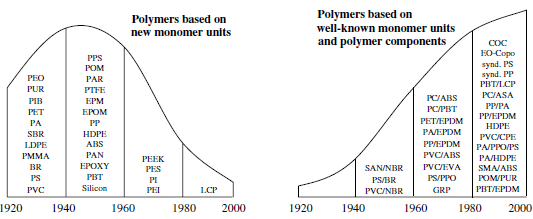 Polymers based on
new monomer units
PEO
PUR
PIB
PET
PA
SBR
LDPE
PMMA
BR
PS
PVC
PPS
POM
PAR
PTFE
EPM
EPOM
PP
HDPE
ABS
PAN
EPOXY
PBT
Silicon
PEEK
PES
PI
PEI
LCP
1920 1940 1960 1980 2000
Polymers based on
well-known monomer units
and polymer components
SAN/NBR
PS/BR
PVC/NBR
PC/ABS
PC/PBT
PET/EPDM
PA/EPDM
PP/EPDM
PVC/ABS
PVC/EVA
PS/PPO
GRP
COC
EO-Copo
synd. PS
synd. PP
PBT/LCP
PC/ASA
PP/PA
PP/EPDM
HDPE
PVC/CPE
PA/PPO/PS
PA/HDPE
SMA/ABS
POM/PUR
PBT/EPDM
1920 1940 1960 1980 2000